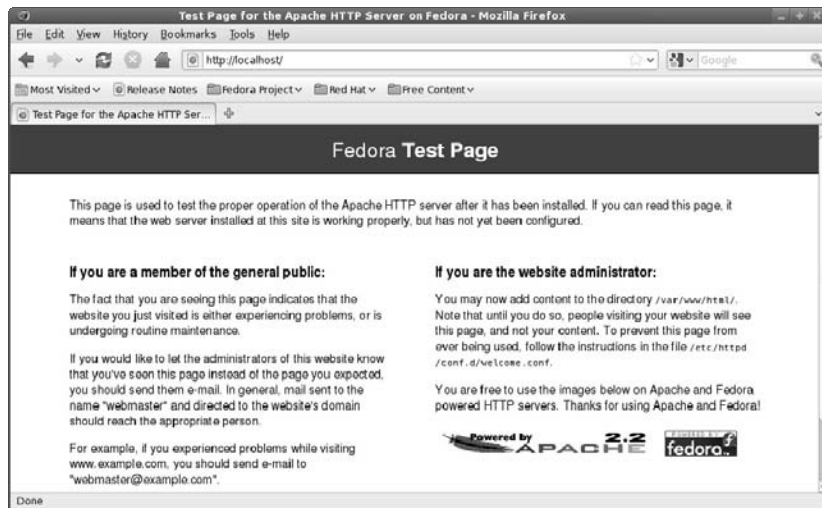 Test Page for the Apache HTTP Server on Fedora - Mozilla Firefox
File Edit View History Bookmarks Tools Help
http://localhost/
Google
Most Visited Release Notes Fedora Project Red Hat Free Content
Test Page for the Apache HTTP Ser...
Fedora Test Page
This page is used to test the proper operation of the Apache HTTP server after it has been installed. If you can read this page, it
means that the web server installed at this site is working properly, but has not yet been configured.
If you are a member of the general public:
The fact that you are seeing this page indicates that the
website you just visited is either experiencing problems, or is
undergoing routine maintenance.
If you would like to let the administrators of this website know
that you've seen this page instead of the page you expected,
you should send them e-mail. In general, mail sent to the
name "webmaster" and directed to the website's domain
should reach the appropriate person.
For example, if you experienced problems while visiting
www.example.com, you should send e-mail to
"webmaster@example.com".
If you are the website administrator:
You may now add content to the directory /var/www/html/.
Note that until you do so, people visiting your website will see
this page, and not your content. To prevent this page from
ever being used, follow the instructions in the file /etc/httpd
/conf.d/welcome.conf.
You are free to use the images below on Apache and Fedora
powered HTTP servers. Thanks for using Apache and Fedora!
Powered by APACHE 2.2
POWERED BY
fedora
Done